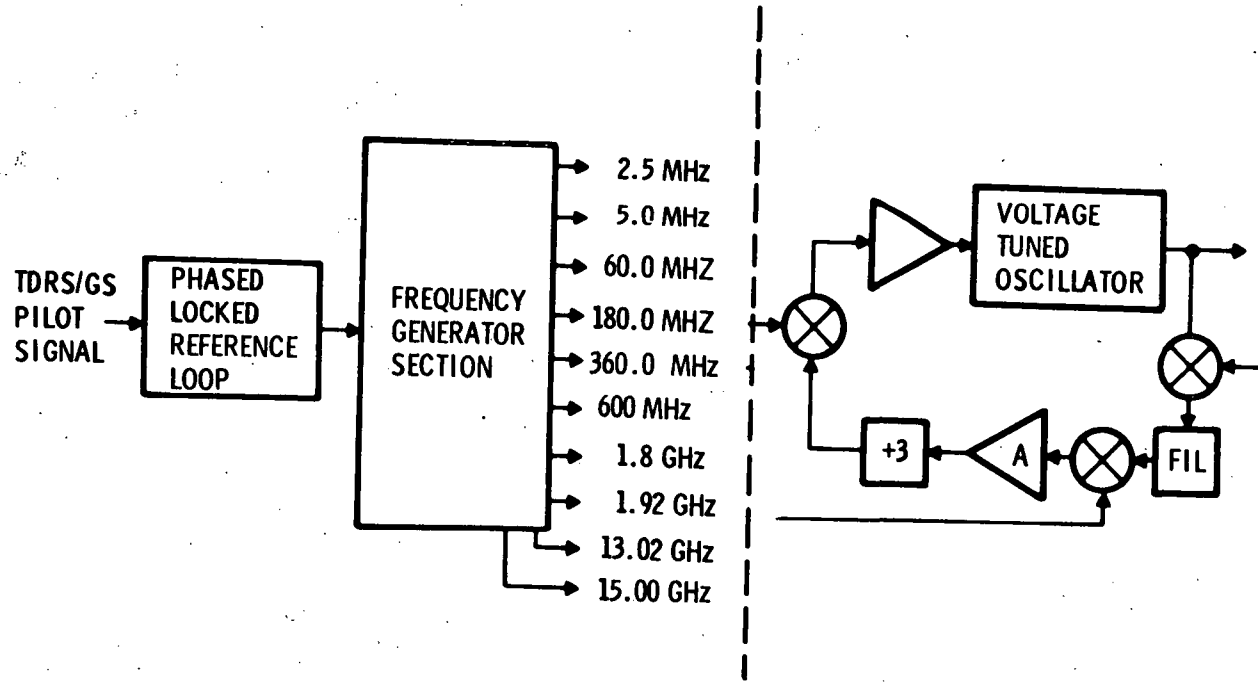 TDRS/GS
PILOT
SIGNAL
PHASED
LOCKED
REFERENCE
LOOP
FREQUENCY
GENERATOR
SECTION
2.5 MHz
5.0 MHz
60.0 MHZ
180.0 MHZ
360.0 MHz
600 MHz
1.8 GHz
1.92 GHz
13.02 GHz
15.00 GHz
VOLTAGE
TUNED
OSCILLATOR
+3
A
FIL